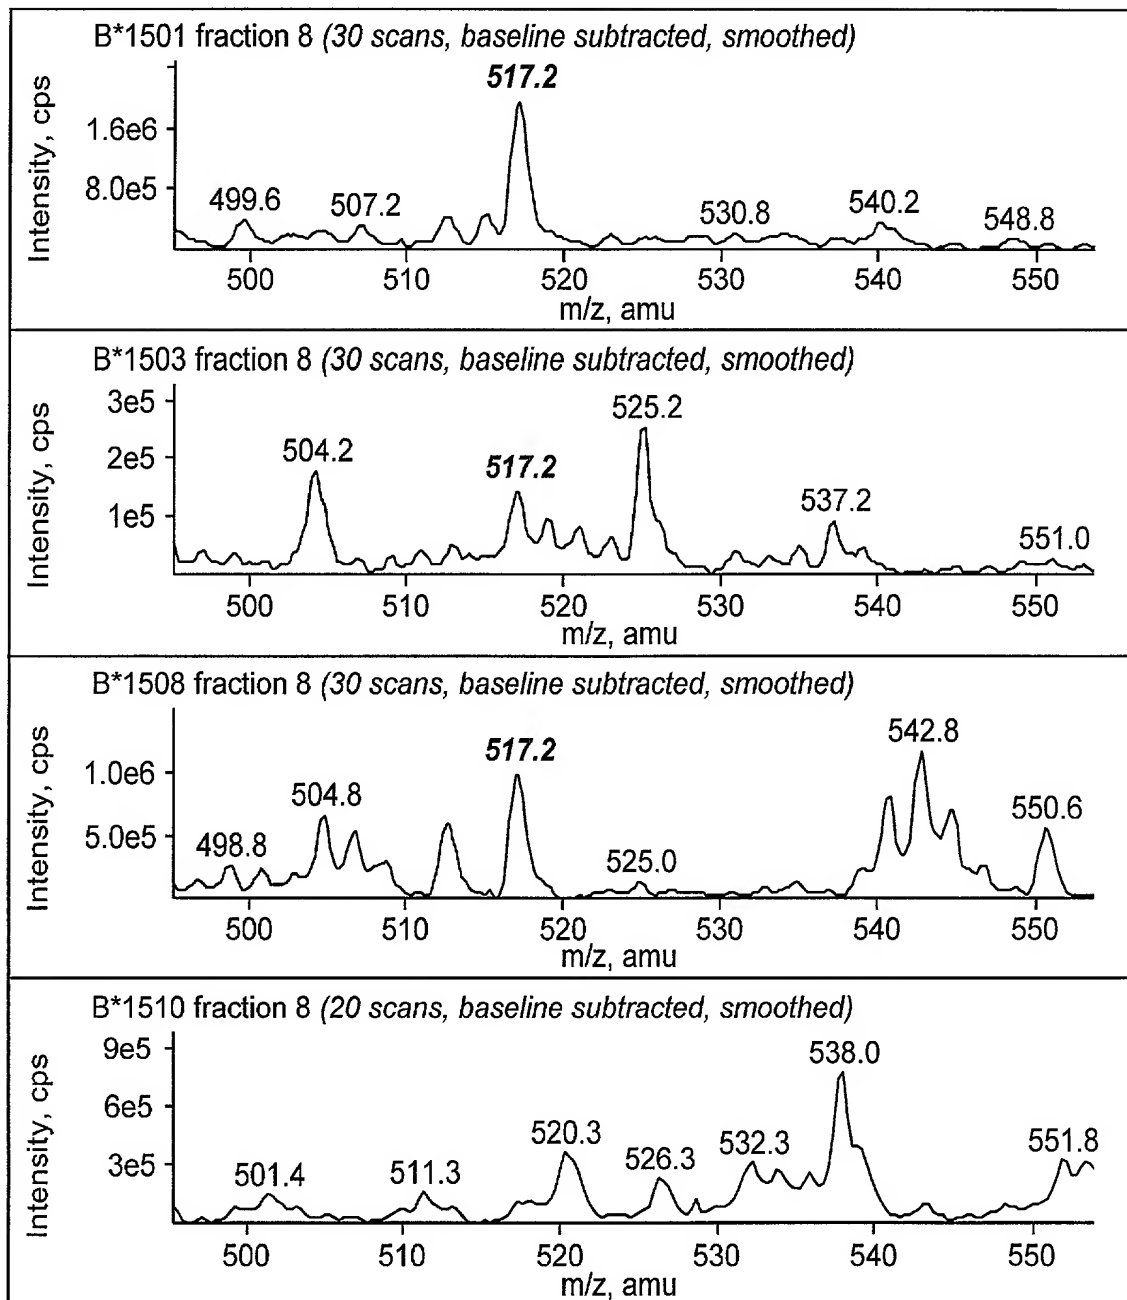 B*1501 fraction 8 (30 scans, baseline subtracted, smoothed)
517.2
Intensity, cps
1.6e6
8.0e5
499.6
507.2
530.8
540.2
548.8
500
510
520
530
540
550
m/z, amu
B*1503 fraction 8 (30 scans, baseline subtracted, smoothed)
Intensity, cps
3e5
2e5
1e5
504.2
517.2
525.2
537.2
551.0
500
510
520
530
540
550
m/z, amu
B*1508 fraction 8 (30 scans, baseline subtracted, smoothed)
Intensity, cps
1.0e6
5.0e5
498.8
504.8
517.2
525.0
542.8
550.6
500
510
520
530
540
550
m/z, amu
B*1510 fraction 8 (20 scans, baseline subtracted, smoothed)
Intensity, cps
9e5
6e5
3e5
501.4
511.3
520.3
526.3
532.3
538.0
551.8
500
510
520
530
540
550
m/z, amu